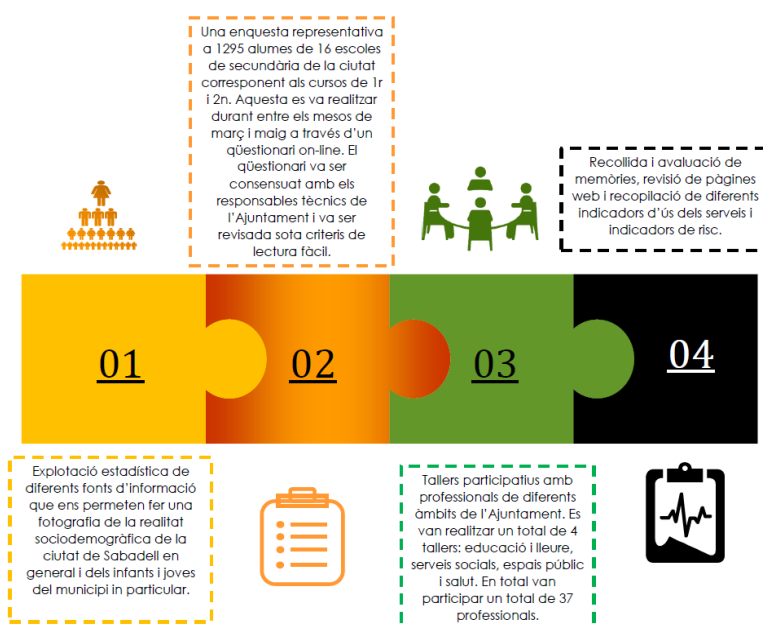 Una enquesta representativa
a 1295 alumes de 16 escoles
de secundària de la ciutat
corresponent als cursos de 1r
i 2n. Aquesta es va realitzar
durant entre els mesos de
març i maig a través d'un
qüestionari on-line. El
qüestionari va ser
consensuat amb els
responsables tècnics de
l'Ajuntament i va ser
revisada sota criteris de
lectura fàcil.
Recollida i avaluació de
memòries, revisió de pàgines
web i recopilació de diferents
indicadors d'ús dels serveis i
indicadors de risc.
01
02
03
04
Explotació estadística de
diferents fonts d'informació
que ens permeten fer una
fotografia de la realitat
sociodemogràfica de la
ciutat de Sabadell en
general i dels infants i joves
del municipi in particular.
Tallers participatius amb
professionals de diferents
àmbits de l'Ajuntament. Es
van realitzar un total de 4
tallers: educació i lleure,
serveis socials, espais públic
i salut. En total van
participar un total de 37
professionals.